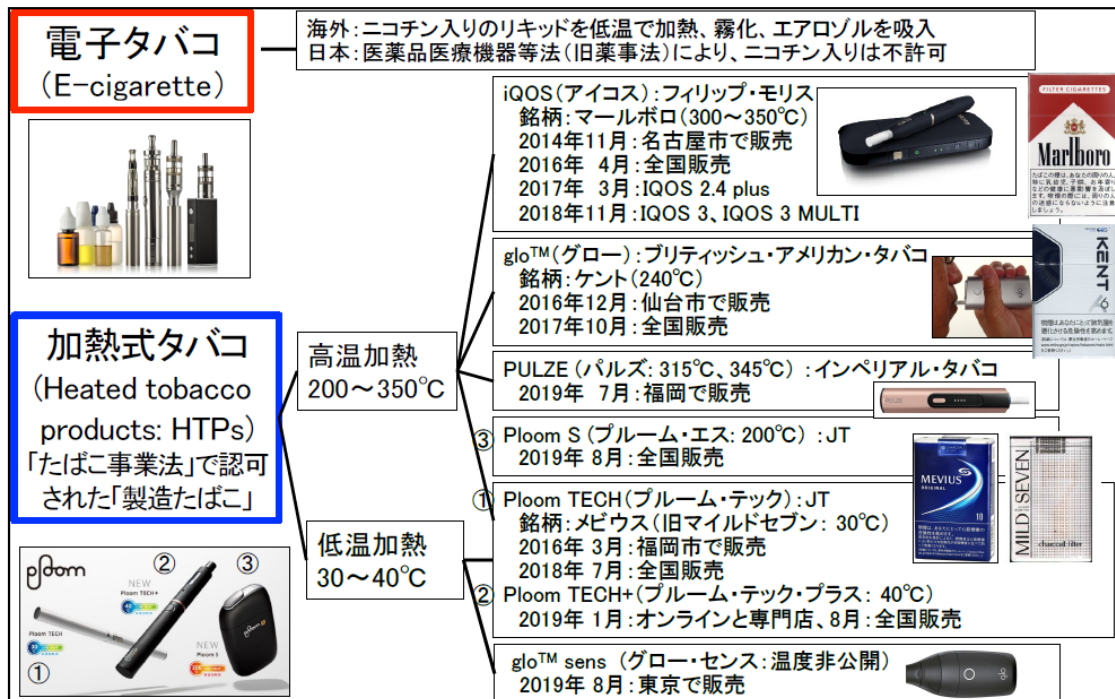 電子タバコ
(E-cigarette)
海外:ニコチン入りのリキッドを低温で加熱、霧化、エアロゾルを吸入
日本:医薬品医療機器等法(旧薬事法)により、ニコチン入りは不許可
iQOS(アイコス):フィリップ・モリス
銘柄:マールボロ(300~350℃)
2014年11月:名古屋市で販売
2016年 4月:全国販売
2017年 3月:IQOS 2.4 plus
2018年11月:IQOS 3、IQOS 3 MULTI
FILTER CIGARETTES
Marlboro
glo™(グロー):ブリティッシュ・アメリカン・タバコ
銘柄:ケント(240℃)
2016年12月:仙台市で販売
2017年10月:全国販売
KENT
加熱式タバコ
(Heated tobacco
products: HTPs)
「たばこ事業法」で認可
された「製造たばこ」
高温加熱
200~350℃
PULZE(パルズ:315℃、345℃):インペリアル・タバコ
2019年 7月:福岡で販売
PULZE
③ Ploom S(プルーム・エス:200℃):JT
2019年 8月:全国販売
① Ploom TECH(プルーム・テック):JT
銘柄:メビウス(旧マイルドセブン:30℃)
2016年 3月:福岡市で販売
2018年 7月:全国販売
② Ploom TECH+(プルーム・テック・プラス:40℃)
2019年 1月:オンラインと専門店、8月:全国販売
MEVIUS
ORIGINAL
10
MILD SEVEN
charcoal filter
低温加熱
30~40℃
glo™ sens (グロー・センス:温度非公開)
2019年 8月:東京で販売
glo
ploom
②
③
NEW
Ploom TECH+
Ploom TECH
NEW
Ploom S
①